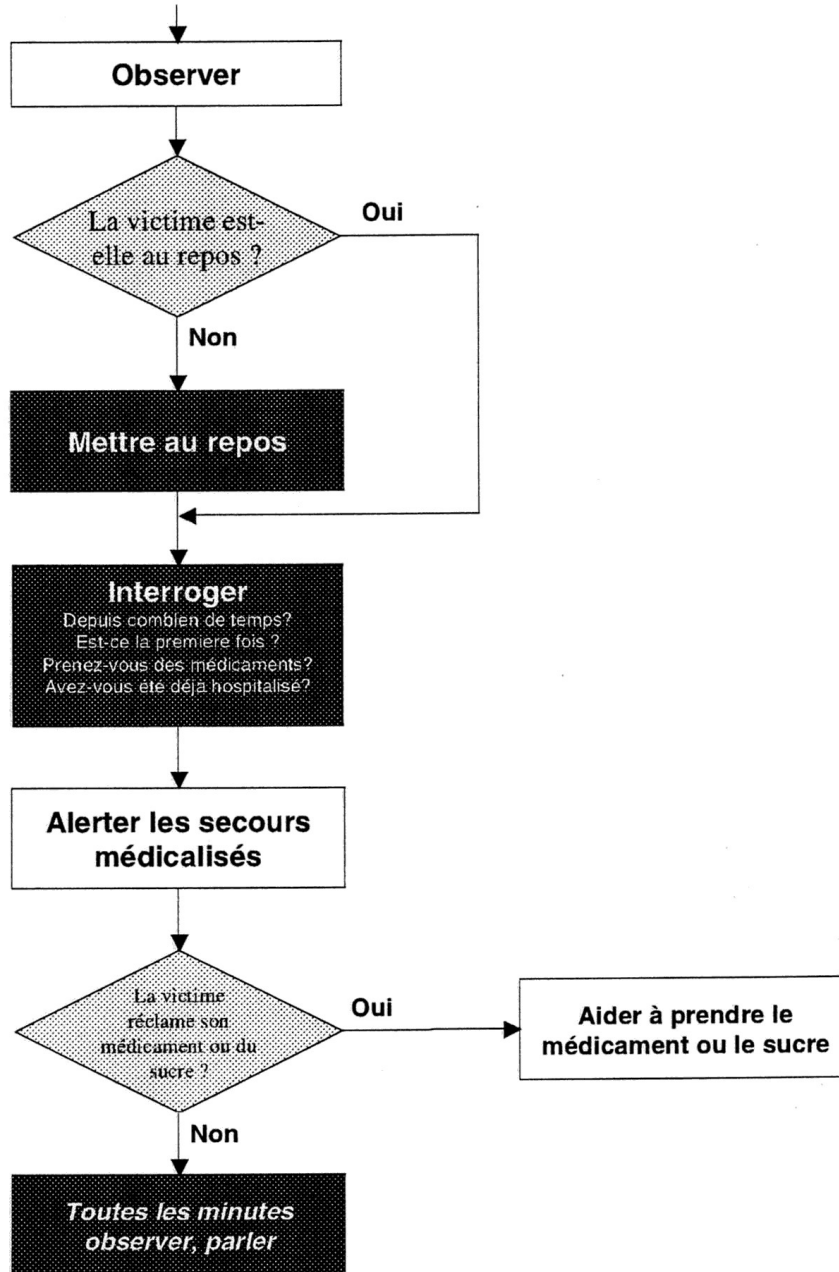 Observer
La victime est-
elle au repos ?
Oui
Non
Mettre au repos
Interroger
Depuis combien de temps?
Est-ce la premiere fois ?
Prenez-vous des médicaments?
Avez-vous été déjà hospitalisé?
Alerter les secours
médicalisés
La victime
réclame son
médicament ou du
sucre ?
Oui
Aider à prendre le
médicament ou le sucre
Non
Toutes les minutes
observer, parler